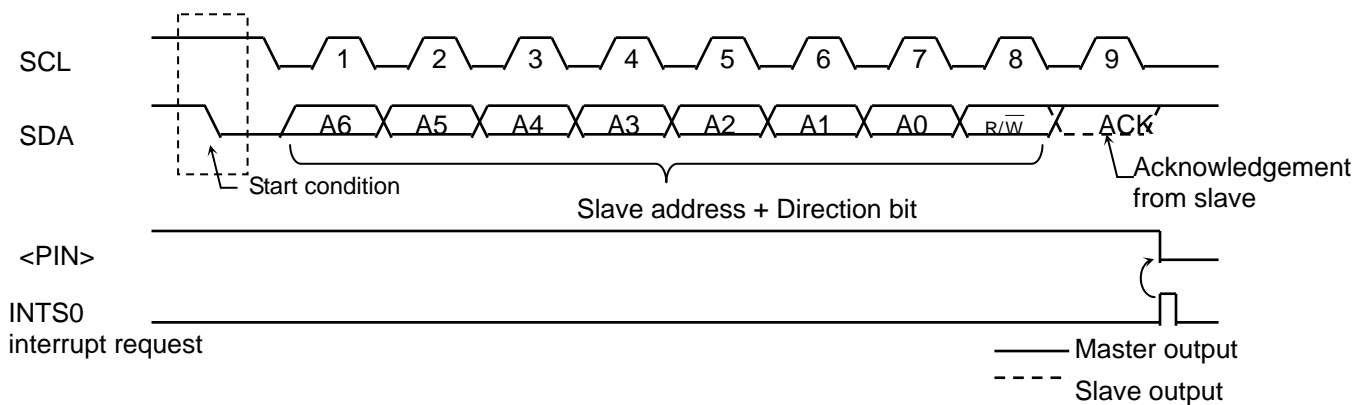 SCL 1 2 3 4 5 6 7 8 9
SDA A6 A5 A4 A3 A2 A1 A0 R/W̅ ACK
Start condition
Slave address + Direction bit
Acknowledgement
from slave
<PIN>
INTS0
interrupt request
Master output
Slave output